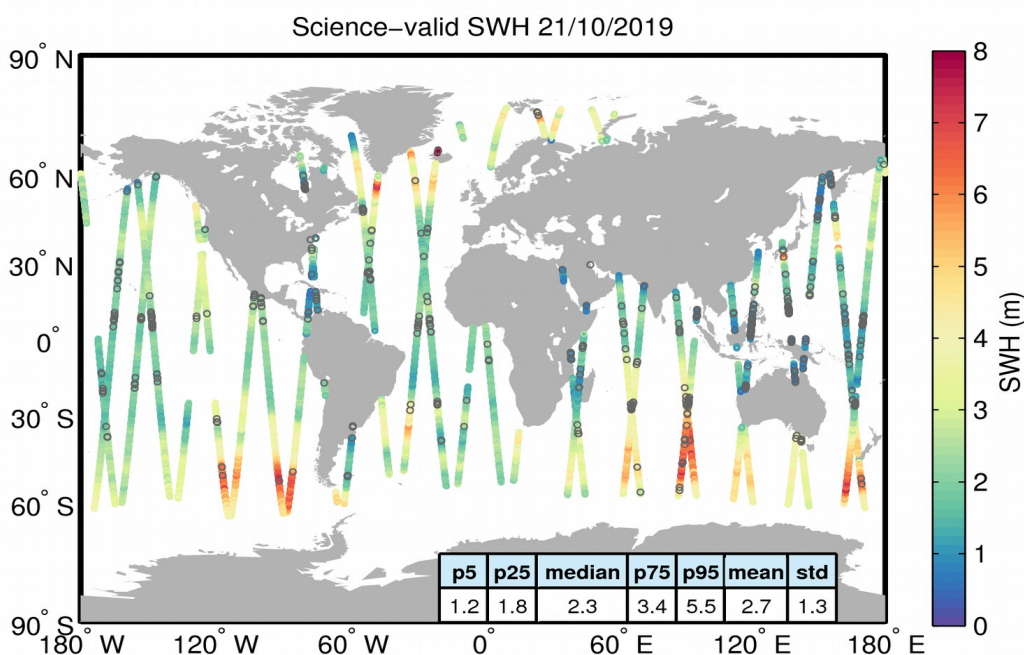 Science−valid SWH 21/10/2019
90° N
60° N
30° N
0°
30° S
60° S
90° S
180° W
120° W
60° W
0°
60° E
120° E
180° E
p5 p25 median p75 p95 mean std
1.2 1.8 2.3 3.4 5.5 2.7 1.3
8
7
6
5
4
3
2
1
0
SWH (m)